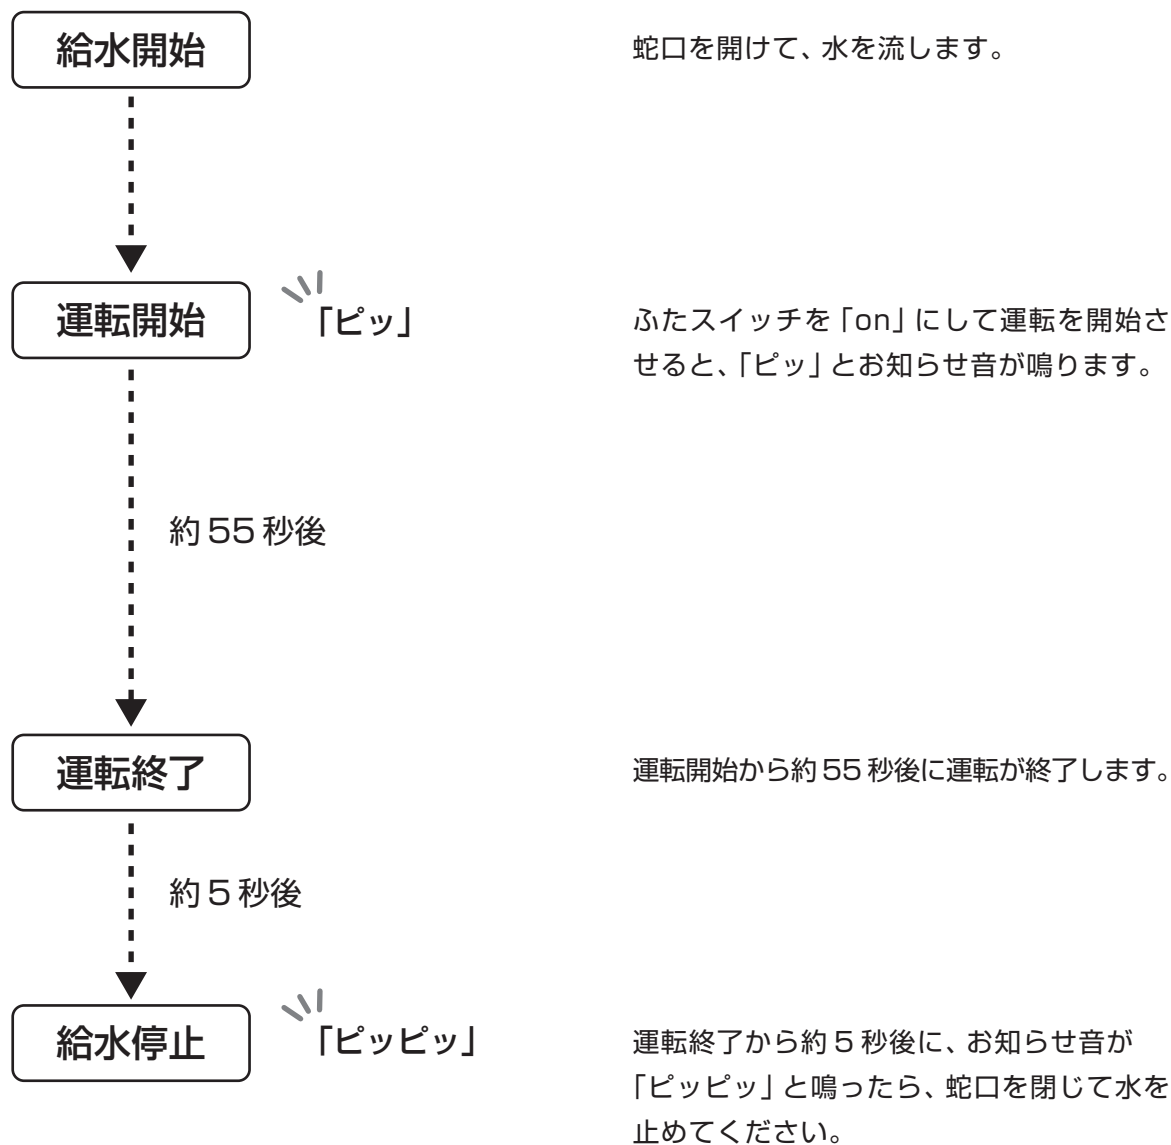 給水開始
蛇口を開けて、水を流します。
運転開始
「ピッ」
ふたスイッチを「on」にして運転を開始さ
せると、「ピッ」とお知らせ音が鳴ります。
約 55 秒後
運転終了
運転開始から約 55 秒後に運転が終了します。
約 5 秒後
給水停止
「ピッピッ」
運転終了から約 5 秒後に、お知らせ音が
「ピッピッ」と鳴ったら、蛇口を閉じて水を
止めてください。